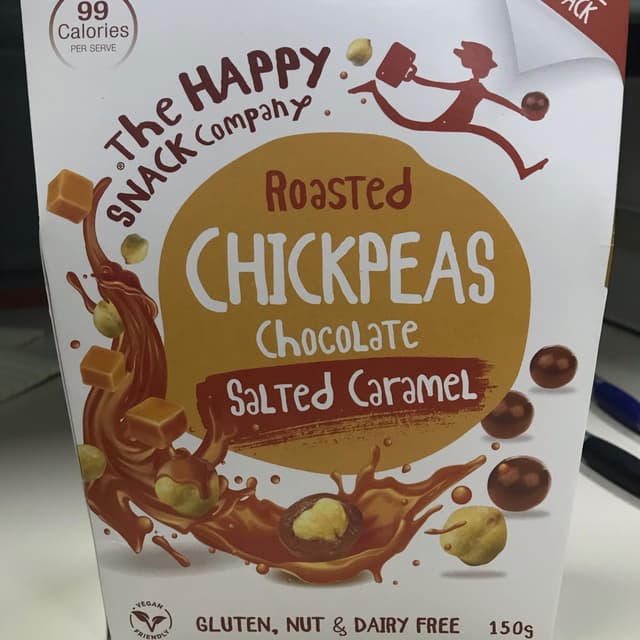 99
Calories
PER SERVE
ACK
The HAPPY
SNACK Company
®
Roasted
CHICKPEAS
Chocolate
Salted Caramel
VEGAN
FRIENDLY
GLUTEN, NUT & DAIRY FREE 150g